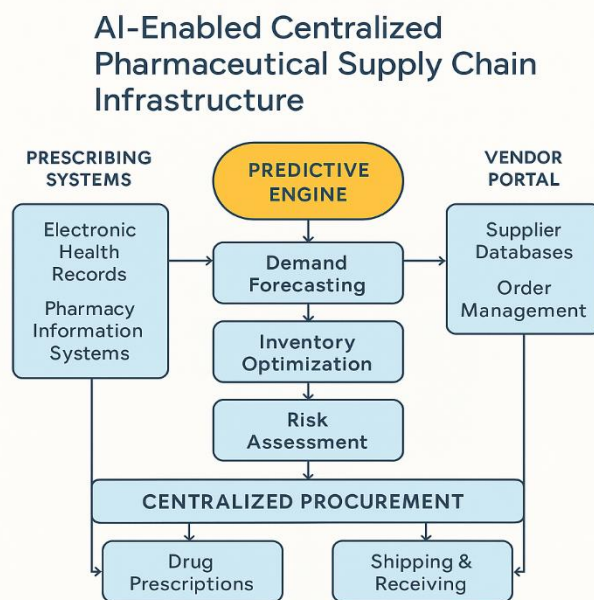 AI-Enabled Centralized
Pharmaceutical Supply Chain
Infrastructure
PRESCRIBING
SYSTEMS
Electronic
Health
Records
Pharmacy
Information
Systems
PREDICTIVE
ENGINE
Demand
Forecasting
Inventory
Optimization
Risk
Assessment
VENDOR
PORTAL
Supplier
Databases
Order
Management
CENTRALIZED PROCUREMENT
Drug
Prescriptions
Shipping &
Receiving